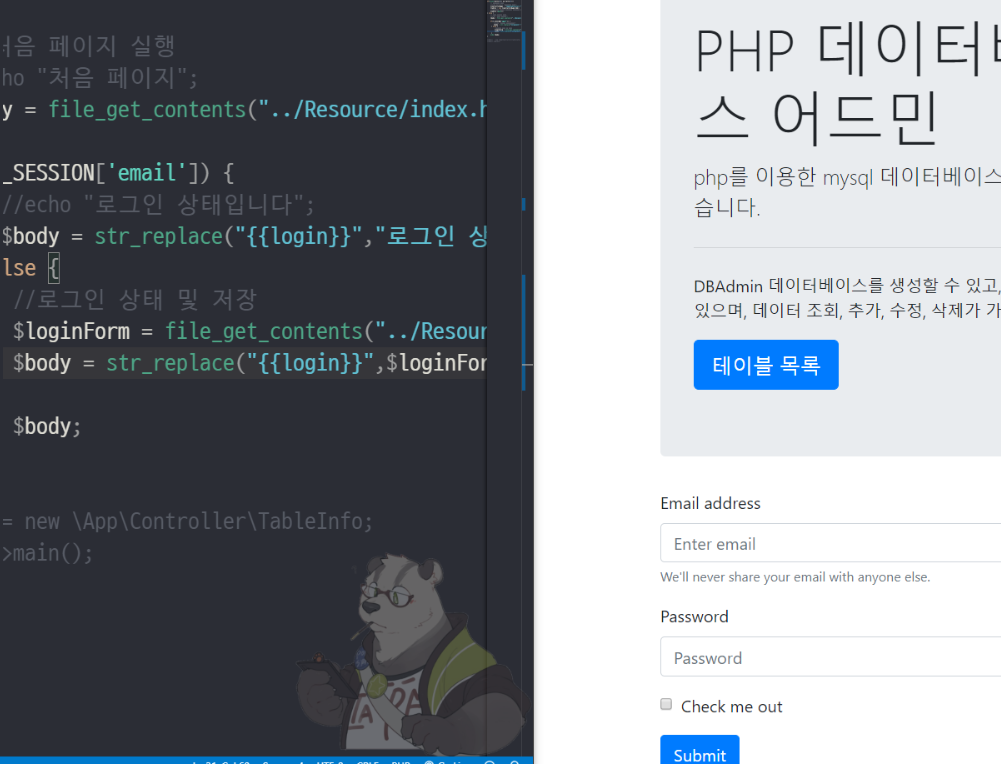 처음 페이지 실행
ho "처음 페이지";
y = file_get_contents("../Resource/index.h
_SESSION['email']) {
//echo "로그인 상태입니다";
$body = str_replace("{{login}}","로그인 상
lse {
//로그인 상태 및 저장
$loginForm = file_get_contents("../Resour
$body = str_replace("{{login}}",$loginFor
$body;
= new \App\Controller\TableInfo;
>main();
PHP 데이터베
스 어드민
php를 이용한 mysql 데이터베이스
습니다.
DBAdmin 데이터베이스를 생성할 수 있고,
있으며, 데이터 조회, 추가, 수정, 삭제가 가
테이블 목록
Email address
Enter email
We'll never share your email with anyone else.
Password
Password
Check me out
Submit